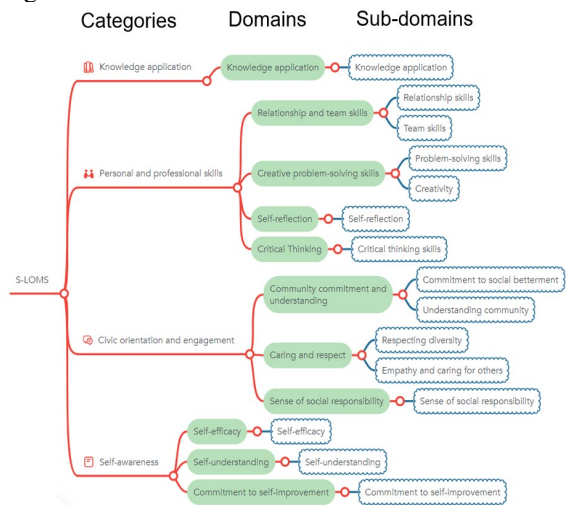 Categories Domains Sub-domains
Knowledge application
Knowledge application
Knowledge application
Relationship and team skills
Relationship skills
Team skills
Personal and professional skills
Creative problem-solving skills
Problem-solving skills
Creativity
Self-reflection
Self-reflection
Critical Thinking
Critical thinking skills
S-LOMS
Community commitment and
understanding
Commitment to social betterment
Understanding community
Civic orientation and engagement
Caring and respect
Respecting diversity
Empathy and caring for others
Sense of social responsibility
Sense of social responsibility
Self-awareness
Self-efficacy
Self-efficacy
Self-understanding
Self-understanding
Commitment to self-improvement
Commitment to self-improvement